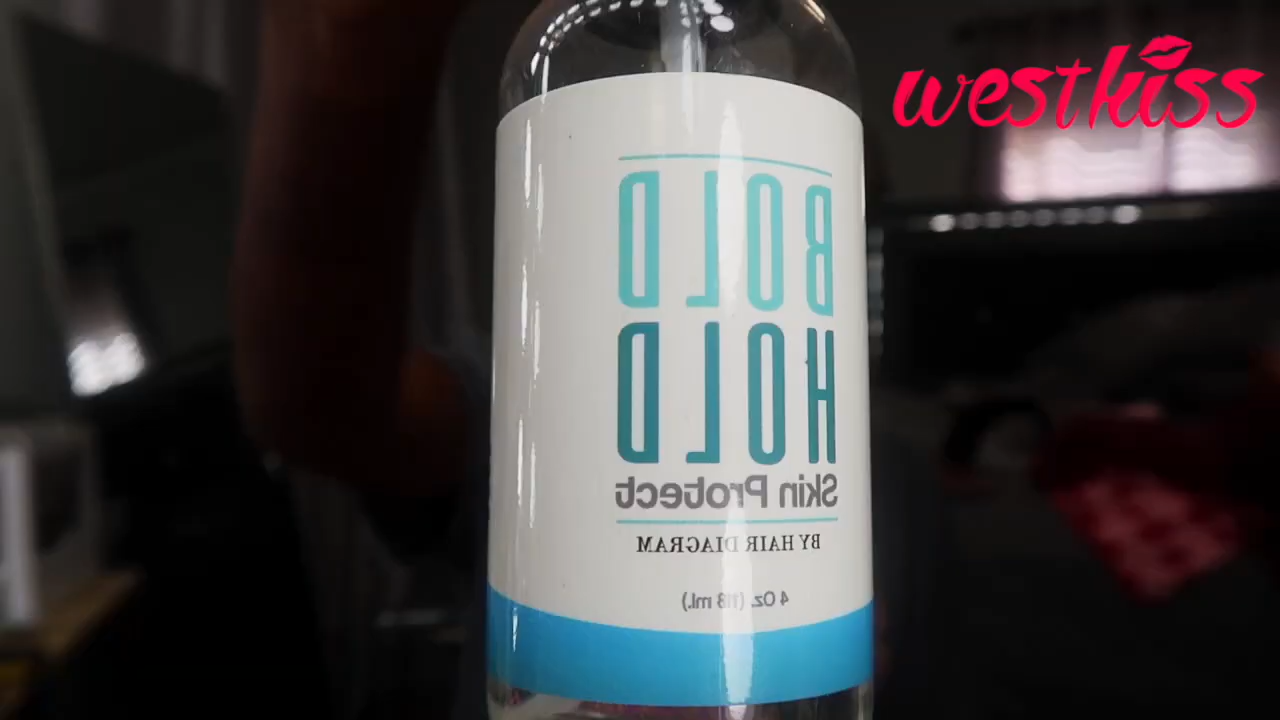 westkiss
BOLD
HOLD
Skin Protect
BY HAIR DIAGRAM
4 Oz. (118 ml.)